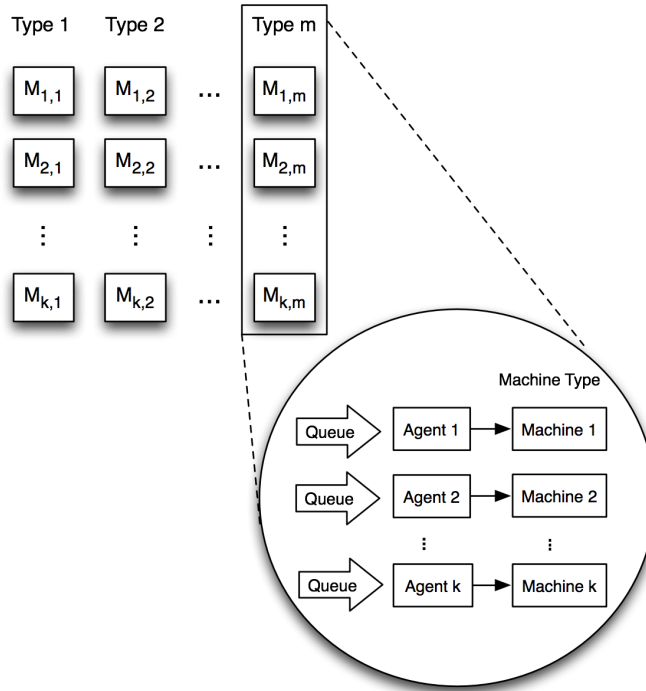 Type 1 Type 2 Type m
M1,1 M1,2 ... M1,m
M2,1 M2,2 ... M2,m
⋮ ⋮ ⋮ ⋮
Mk,1 Mk,2 ... Mk,m
Machine Type
Queue Agent 1 Machine 1
Queue Agent 2 Machine 2
⋮ ⋮
Queue Agent k Machine k